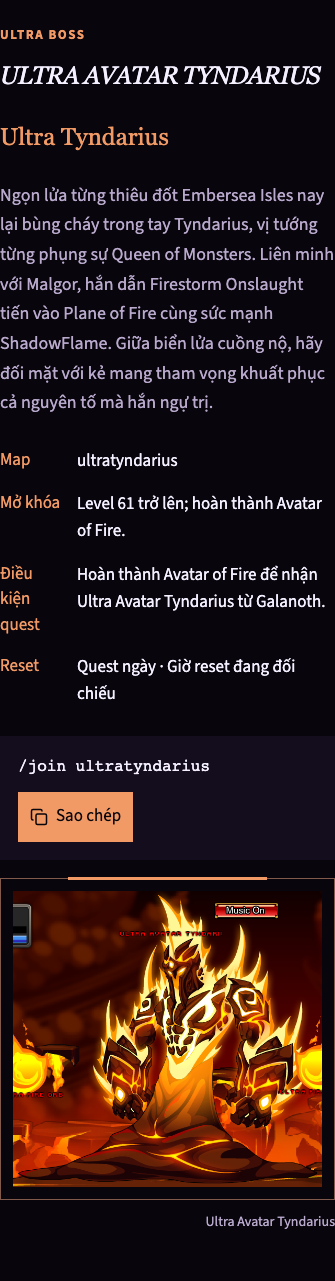 ULTRA BOSS
ULTRA AVATAR TYNDARIUS
Ultra Tyndarius
Ngọn lửa từng thiêu đốt Embersea Isles nay
lại bùng cháy trong tay Tyndarius, vị tướng
từng phụng sự Queen of Monsters. Liên minh
với Malgor, hắn dẫn Firestorm Onslaught
tiến vào Plane of Fire cùng sức mạnh
ShadowFlame. Giữa biển lửa cuồng nộ, hãy
đối mặt với kẻ mang tham vọng khuất phục
cả nguyên tố mà hắn ngự trị.
Map ultratyndarius
Mở khóa Level 61 trở lên; hoàn thành Avatar
of Fire.
Điều Hoàn thành Avatar of Fire để nhận
kiện Ultra Avatar Tyndarius từ Galanoth.
quest
Reset Quest ngày · Giờ reset đang đối
chiếu
/join ultratyndarius
Sao chép
Music On
ULTRA AVATAR TYNDARI
Ultra Avatar Tyndarius